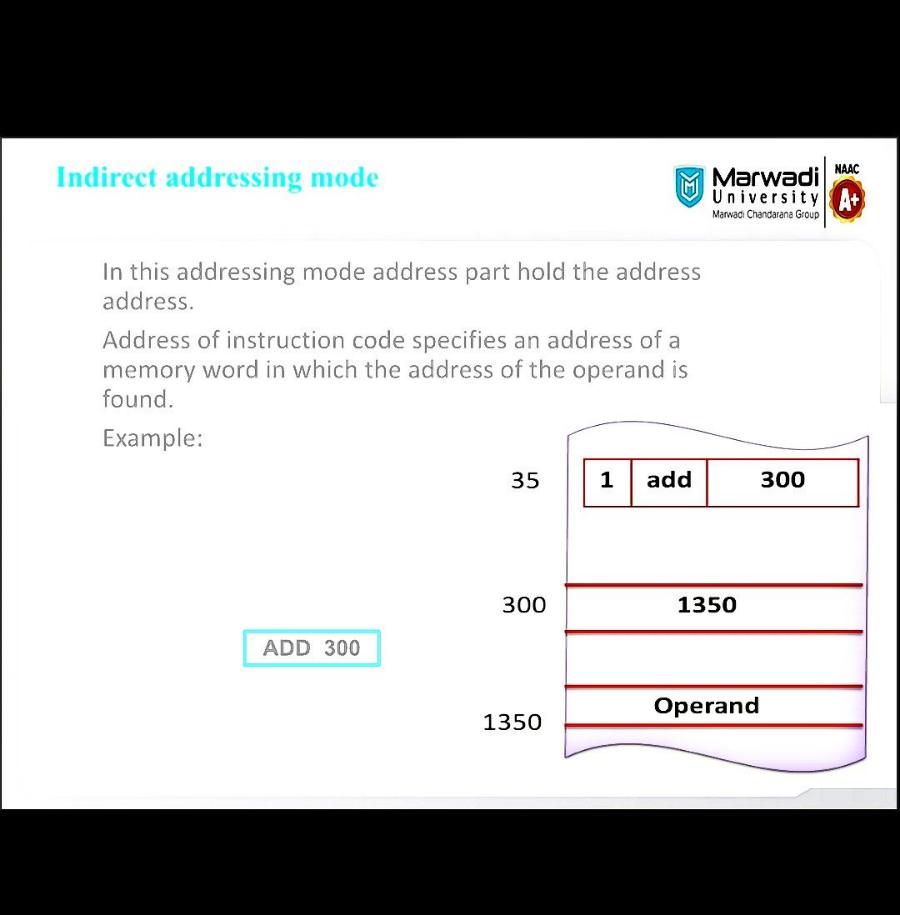 Indirect addressing mode
Marwadi
University
Marwadi Chandarana Group
NAAC
A+
In this addressing mode address part hold the address
address.
Address of instruction code specifies an address of a
memory word in which the address of the operand is
found.
Example:
35 1 add 300
300 1350
ADD 300
1350 Operand